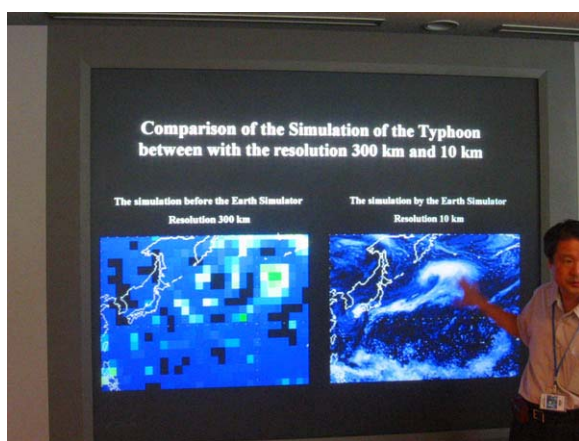 Comparison of the Simulation of the Typhoon
between with the resolution 300 km and 10 km
The simulation before the Earth Simulator
Resolution 300 km
The simulation by the Earth Simulator
Resolution 10 km